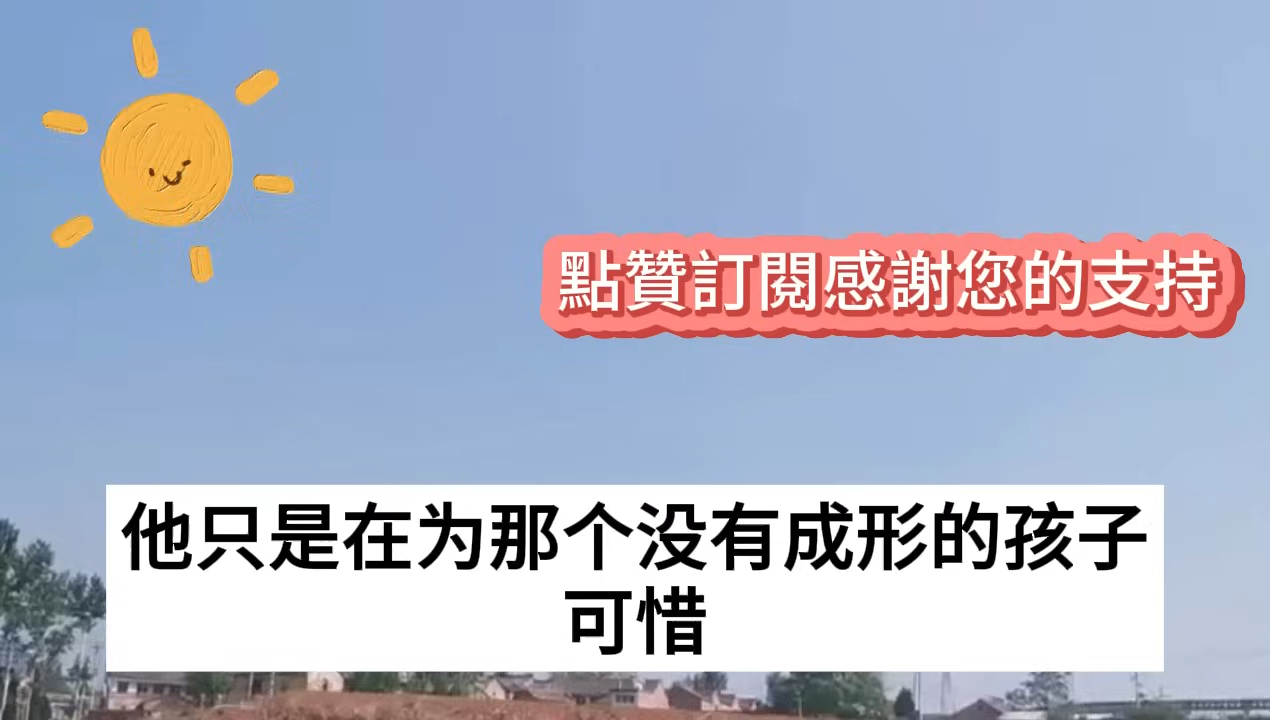 點贊訂閱感謝您的支持
他只是在为那个没有成形的孩子
可惜